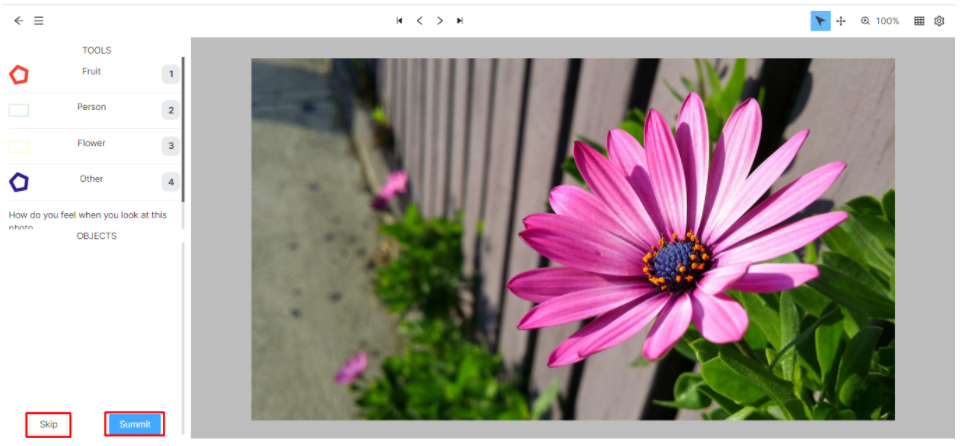 100%
TOOLS
Fruit 1
Person 2
Flower 3
Other 4
How do you feel when you look at this
photo
OBJECTS
Skip Summit